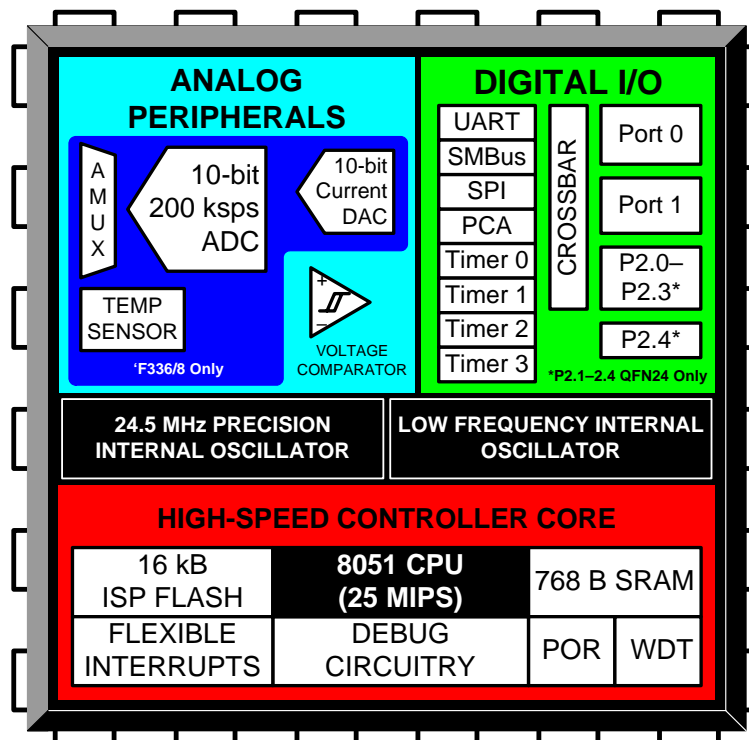 ANALOG
PERIPHERALS
AMUX
10-bit
200 ksps
ADC
10-bit
Current
DAC
TEMP
SENSOR
+
–
VOLTAGE
COMPARATOR
‘F336/8 Only
DIGITAL I/O
UART
SMBus
SPI
PCA
Timer 0
Timer 1
Timer 2
Timer 3
CROSSBAR
Port 0
Port 1
P2.0–
P2.3*
P2.4*
*P2.1–2.4 QFN24 Only
24.5 MHz PRECISION
INTERNAL OSCILLATOR
LOW FREQUENCY INTERNAL
OSCILLATOR
HIGH-SPEED CONTROLLER CORE
16 kB
ISP FLASH
8051 CPU
(25 MIPS)
768 B SRAM
FLEXIBLE
INTERRUPTS
DEBUG
CIRCUITRY
POR
WDT